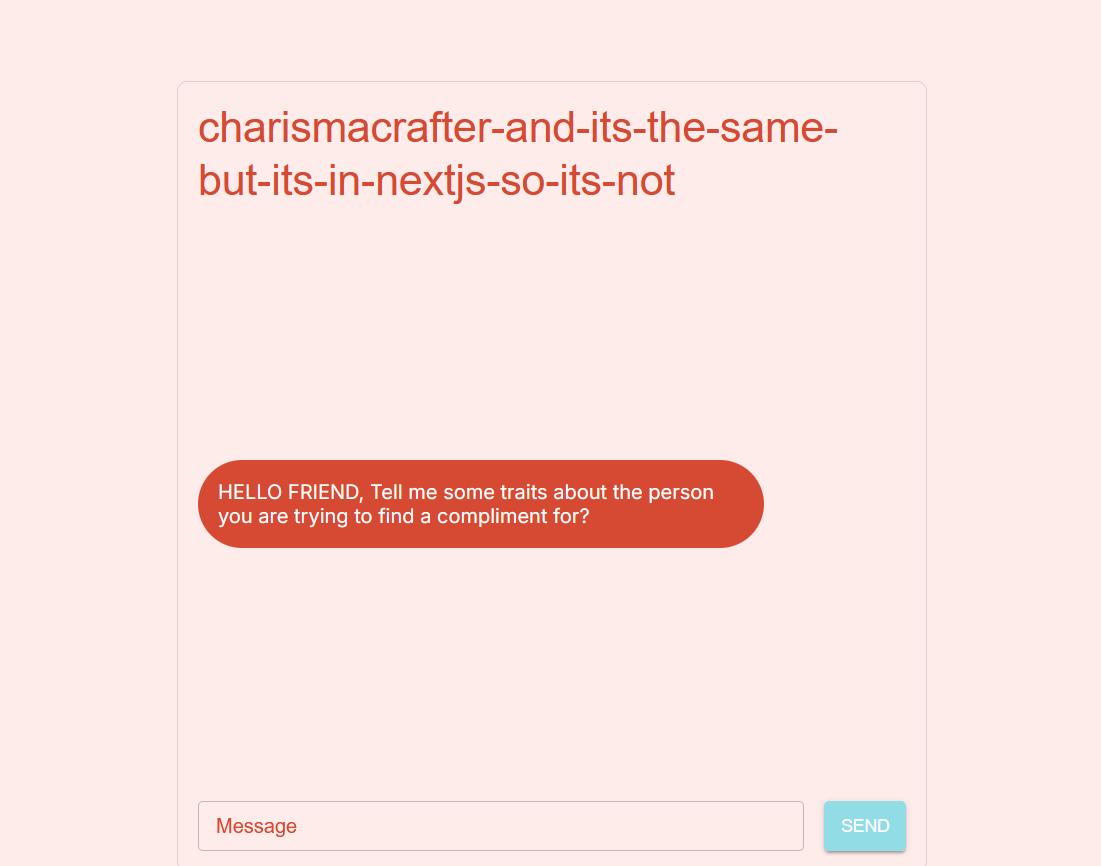 charismacrafter-and-its-the-same-
but-its-in-nextjs-so-its-not
HELLO FRIEND, Tell me some traits about the person
you are trying to find a compliment for?
Message
SEND